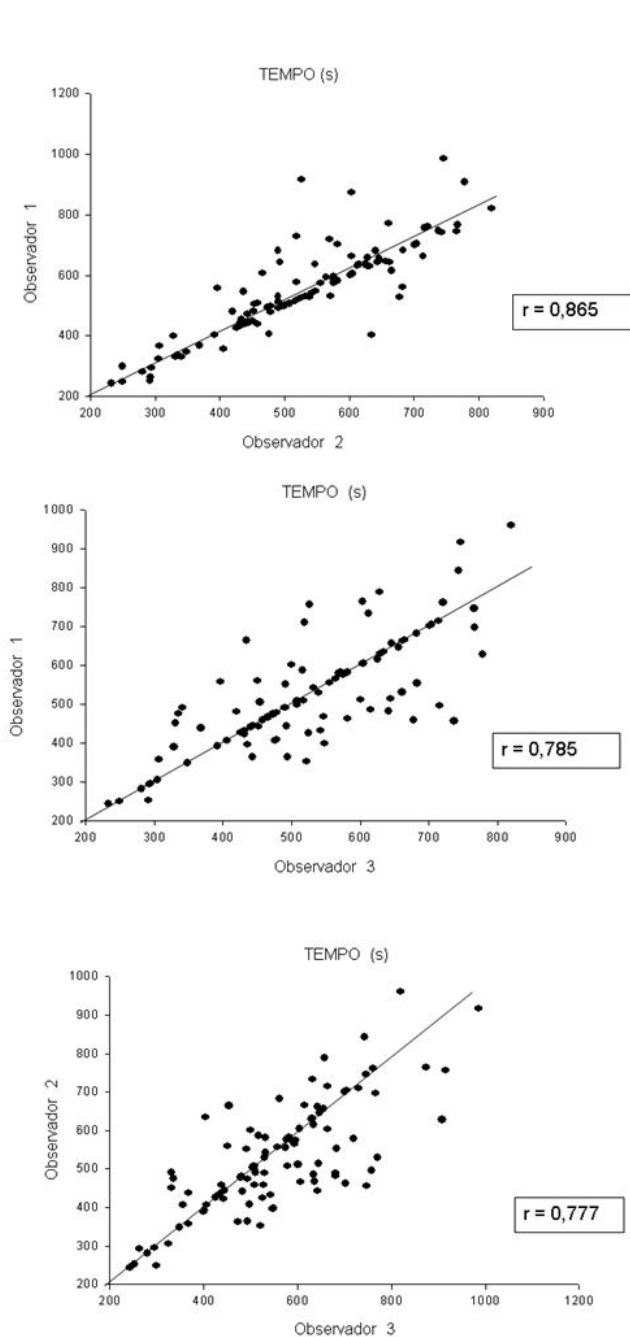 TEMPO (s)
1200
1000
800
600
400
200
Observador 1
200 300 400 500 600 700 800 900
Observador 2
r = 0,865
TEMPO (s)
1000
900
800
700
600
500
400
300
200
Observador 1
200 300 400 500 600 700 800 900
Observador 3
r = 0,785
TEMPO (s)
1000
900
800
700
600
500
400
300
200
Observador 2
200 400 600 800 1000 1200
Observador 3
r = 0,777